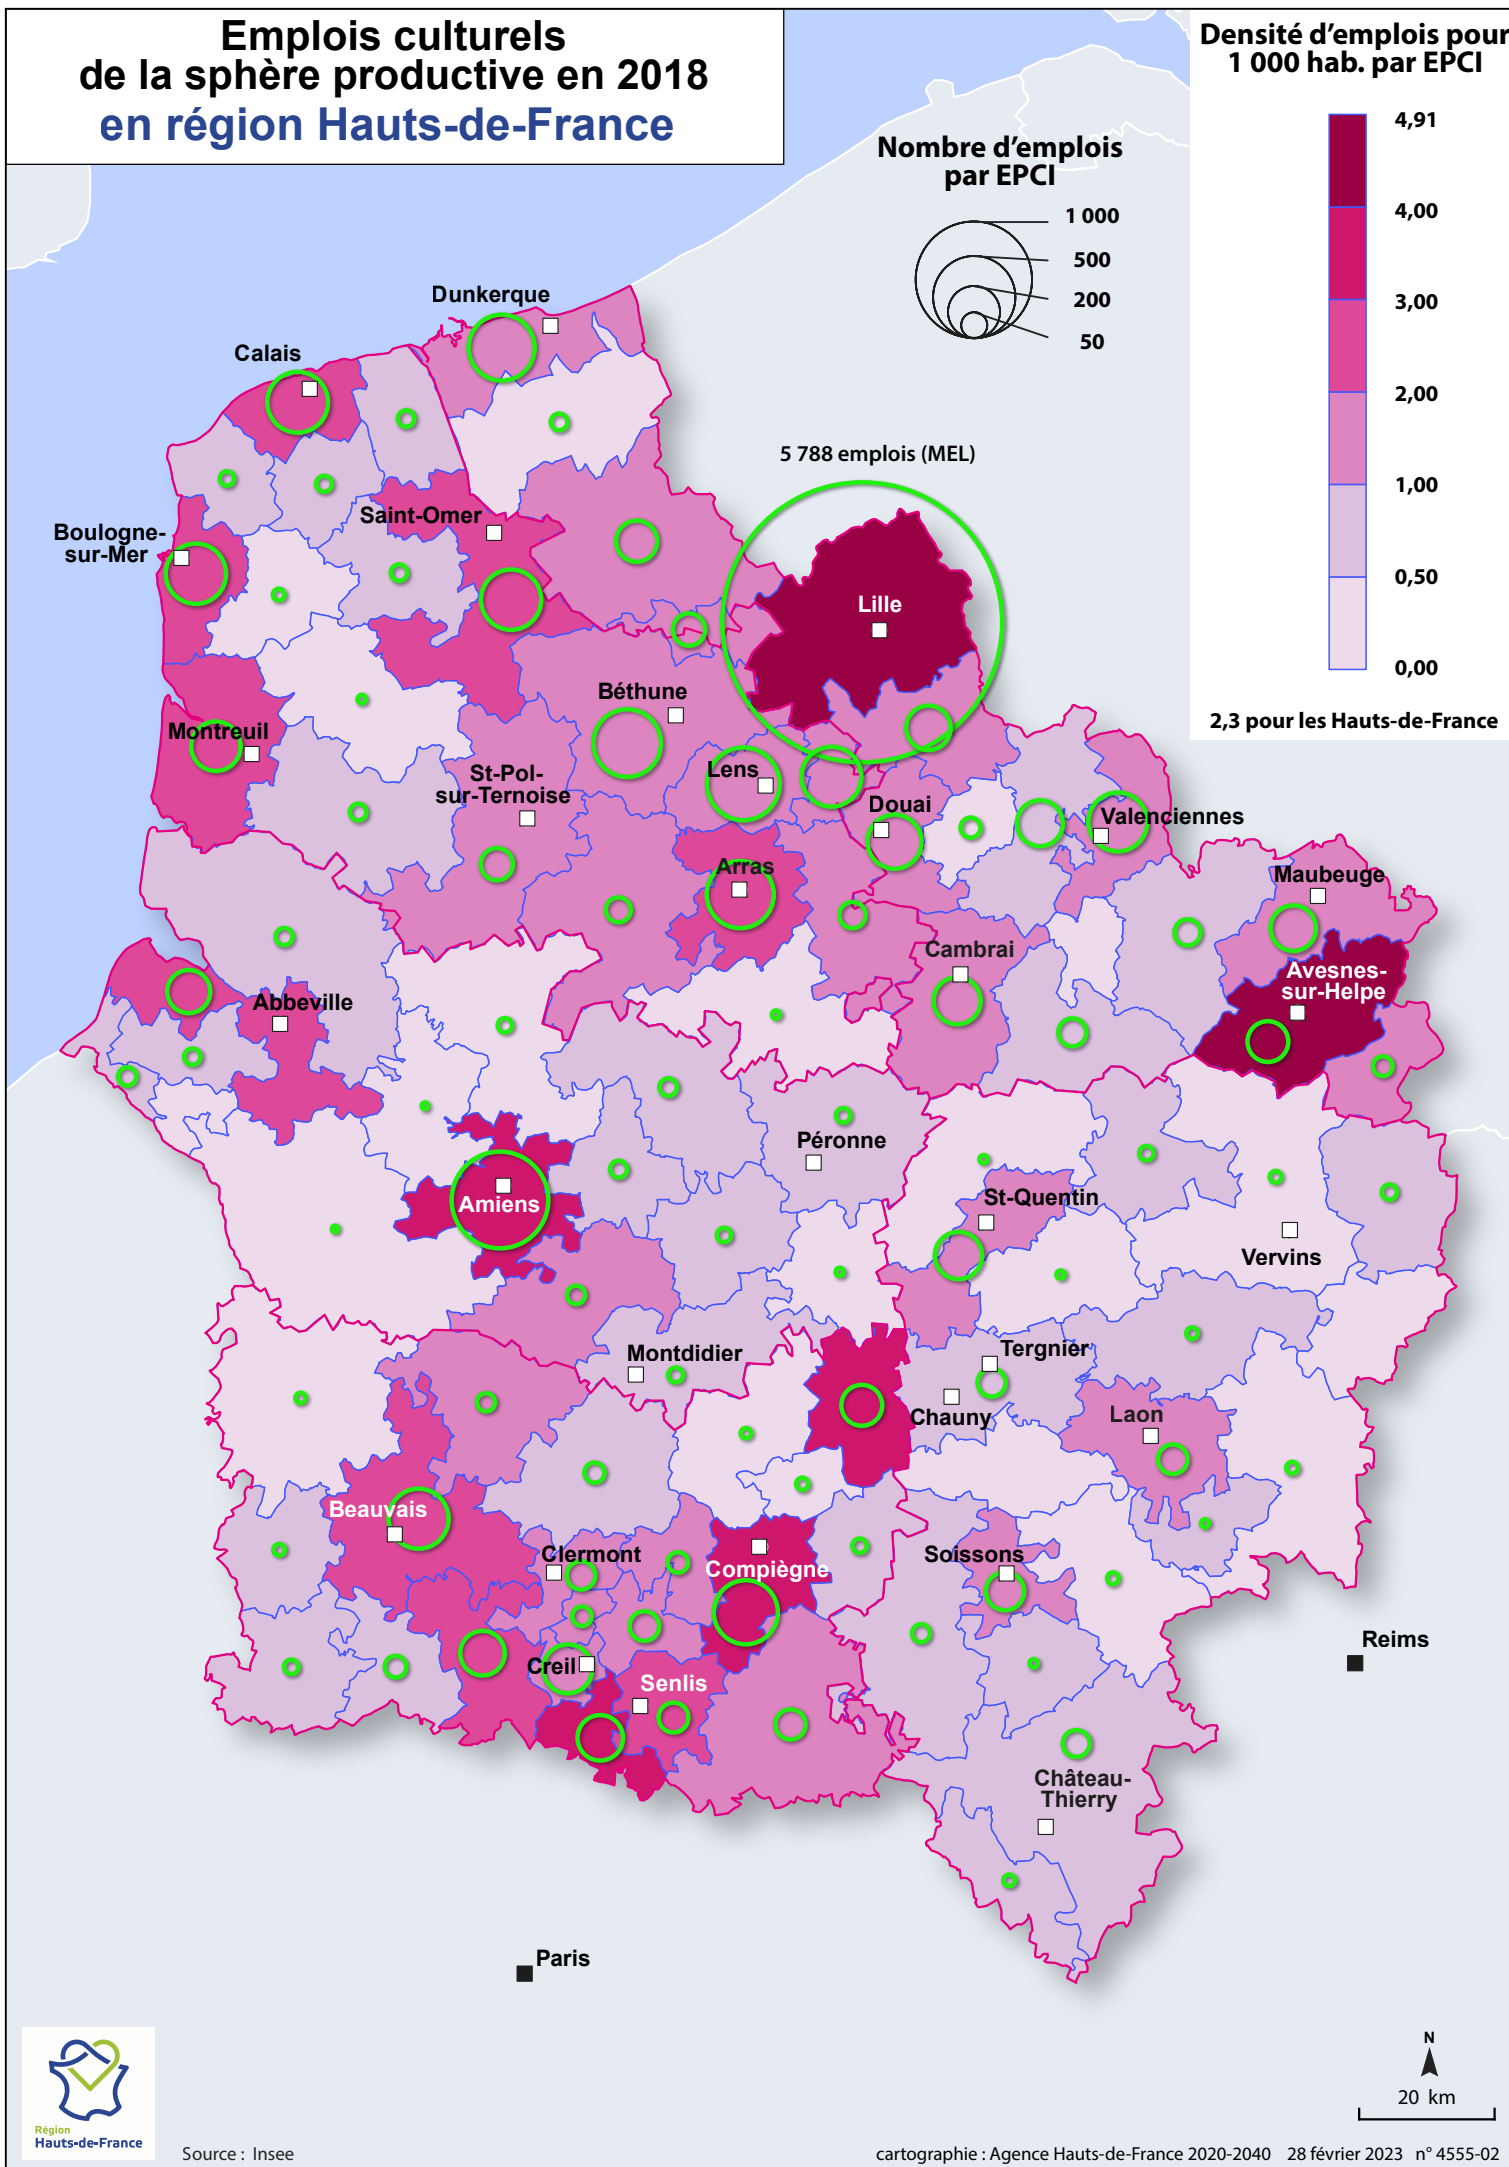 Emplois culturels
de la sphère productive en 2018
en région Hauts-de-France
Densité d'emplois pour
1 000 hab. par EPCI
4,91
4,00
3,00
2,00
1,00
0,50
0,00
2,3 pour les Hauts-de-France
Nombre d'emplois
par EPCI
1 000
500
200
50
Dunkerque
Calais
5 788 emplois (MEL)
Saint-Omer
Boulogne-
sur-Mer
Lille
Béthune
Montreuil
St-Pol-
sur-Ternoise
Lens
Douai
Valenciennes
Arras
Maubeuge
Cambrai
Avesnes-
sur-Helpe
Abbeville
Péronne
Amiens
St-Quentin
Vervins
Montdidier
Tergnier
Chauny
Laon
Beauvais
Clermont
Compiègne
Soissons
Creil
Senlis
Reims
Château-
Thierry
Paris
N
20 km
Région
Hauts-de-France
Source : Insee
cartographie : Agence Hauts-de-France 2020-2040 28 février 2023 n° 4555-02